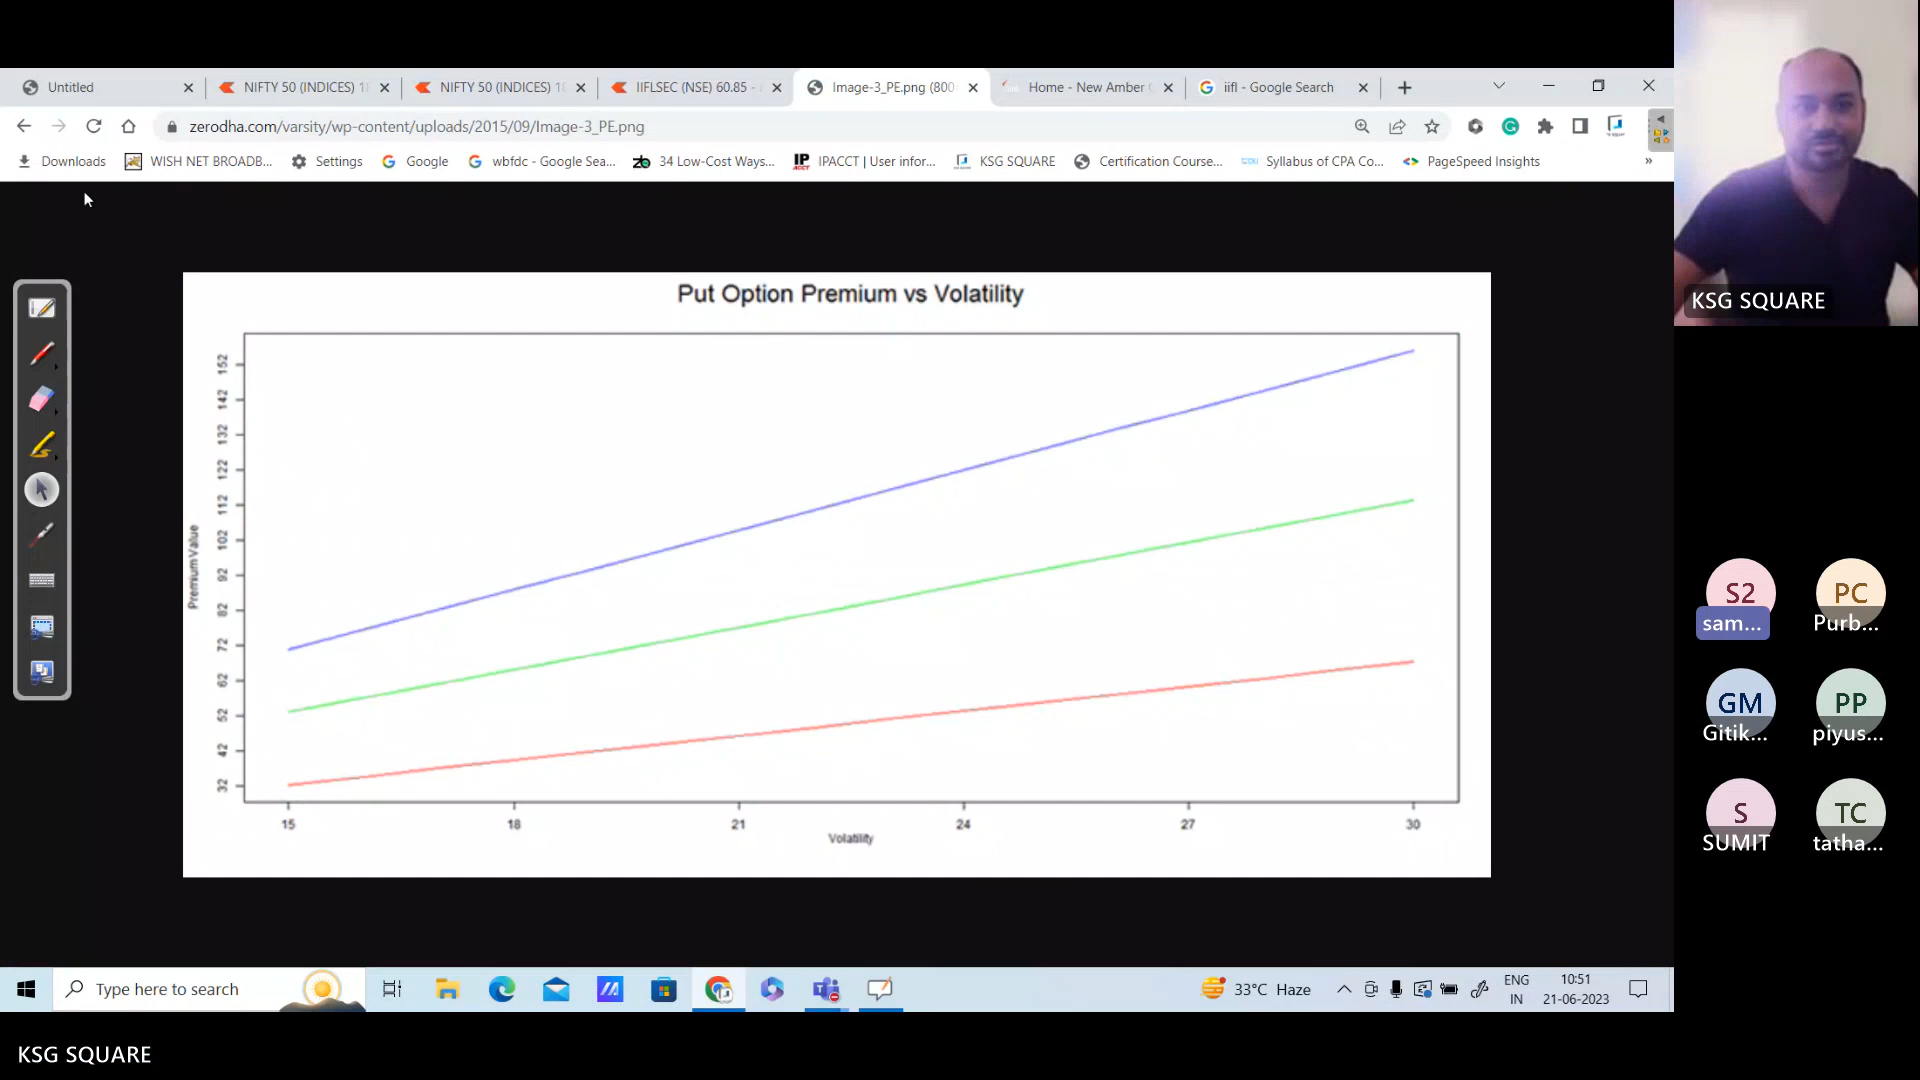 Untitled
NIFTY 50 (INDICES) 1
NIFTY 50 (INDICES) 18
IIFLSEC (NSE) 60.85 -
Image-3_PE.png (800
Home - New Amber
iifl - Google Search
zerodha.com/varsity/wp-content/uploads/2015/09/Image-3_PE.png
Downloads
WISH NET BROADB...
Settings
Google
wbfdc - Google Sea...
34 Low-Cost Ways...
IPACCT | User infor...
KSG SQUARE
Certification Course...
Syllabus of CPA Co...
PageSpeed Insights
»
KSG SQUARE
Put Option Premium vs Volatility
152
142
132
122
112
102
92
82
72
62
52
42
32
Premium Value
15
18
21
24
27
30
Volatility
S2
sam...
PC
Purb...
GM
Gitik...
PP
piyus...
S
SUMIT
TC
tatha...
Type here to search
33°C Haze
ENG
IN
10:51
21-06-2023
KSG SQUARE